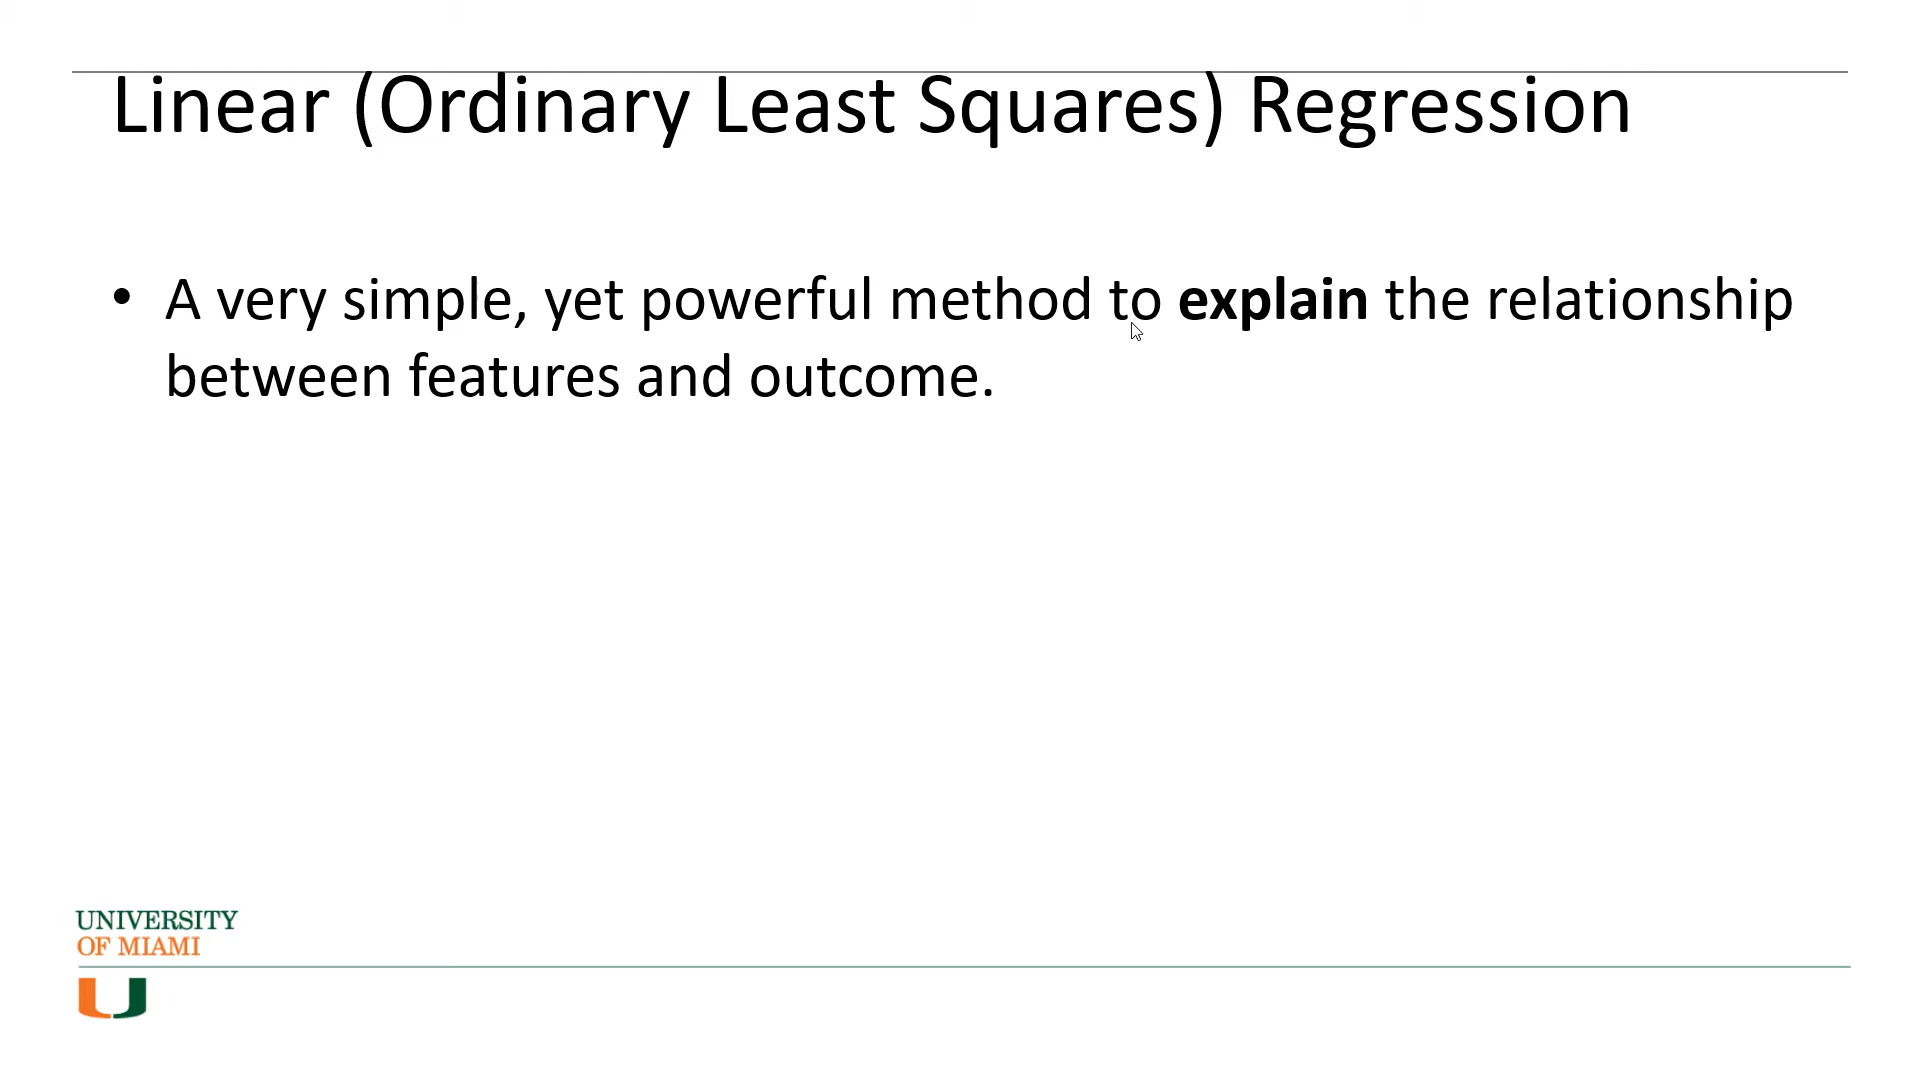 Linear (Ordinary Least Squares) Regression
• A very simple, yet powerful method to explain the relationship
between features and outcome.
UNIVERSITY
OF MIAMI
U